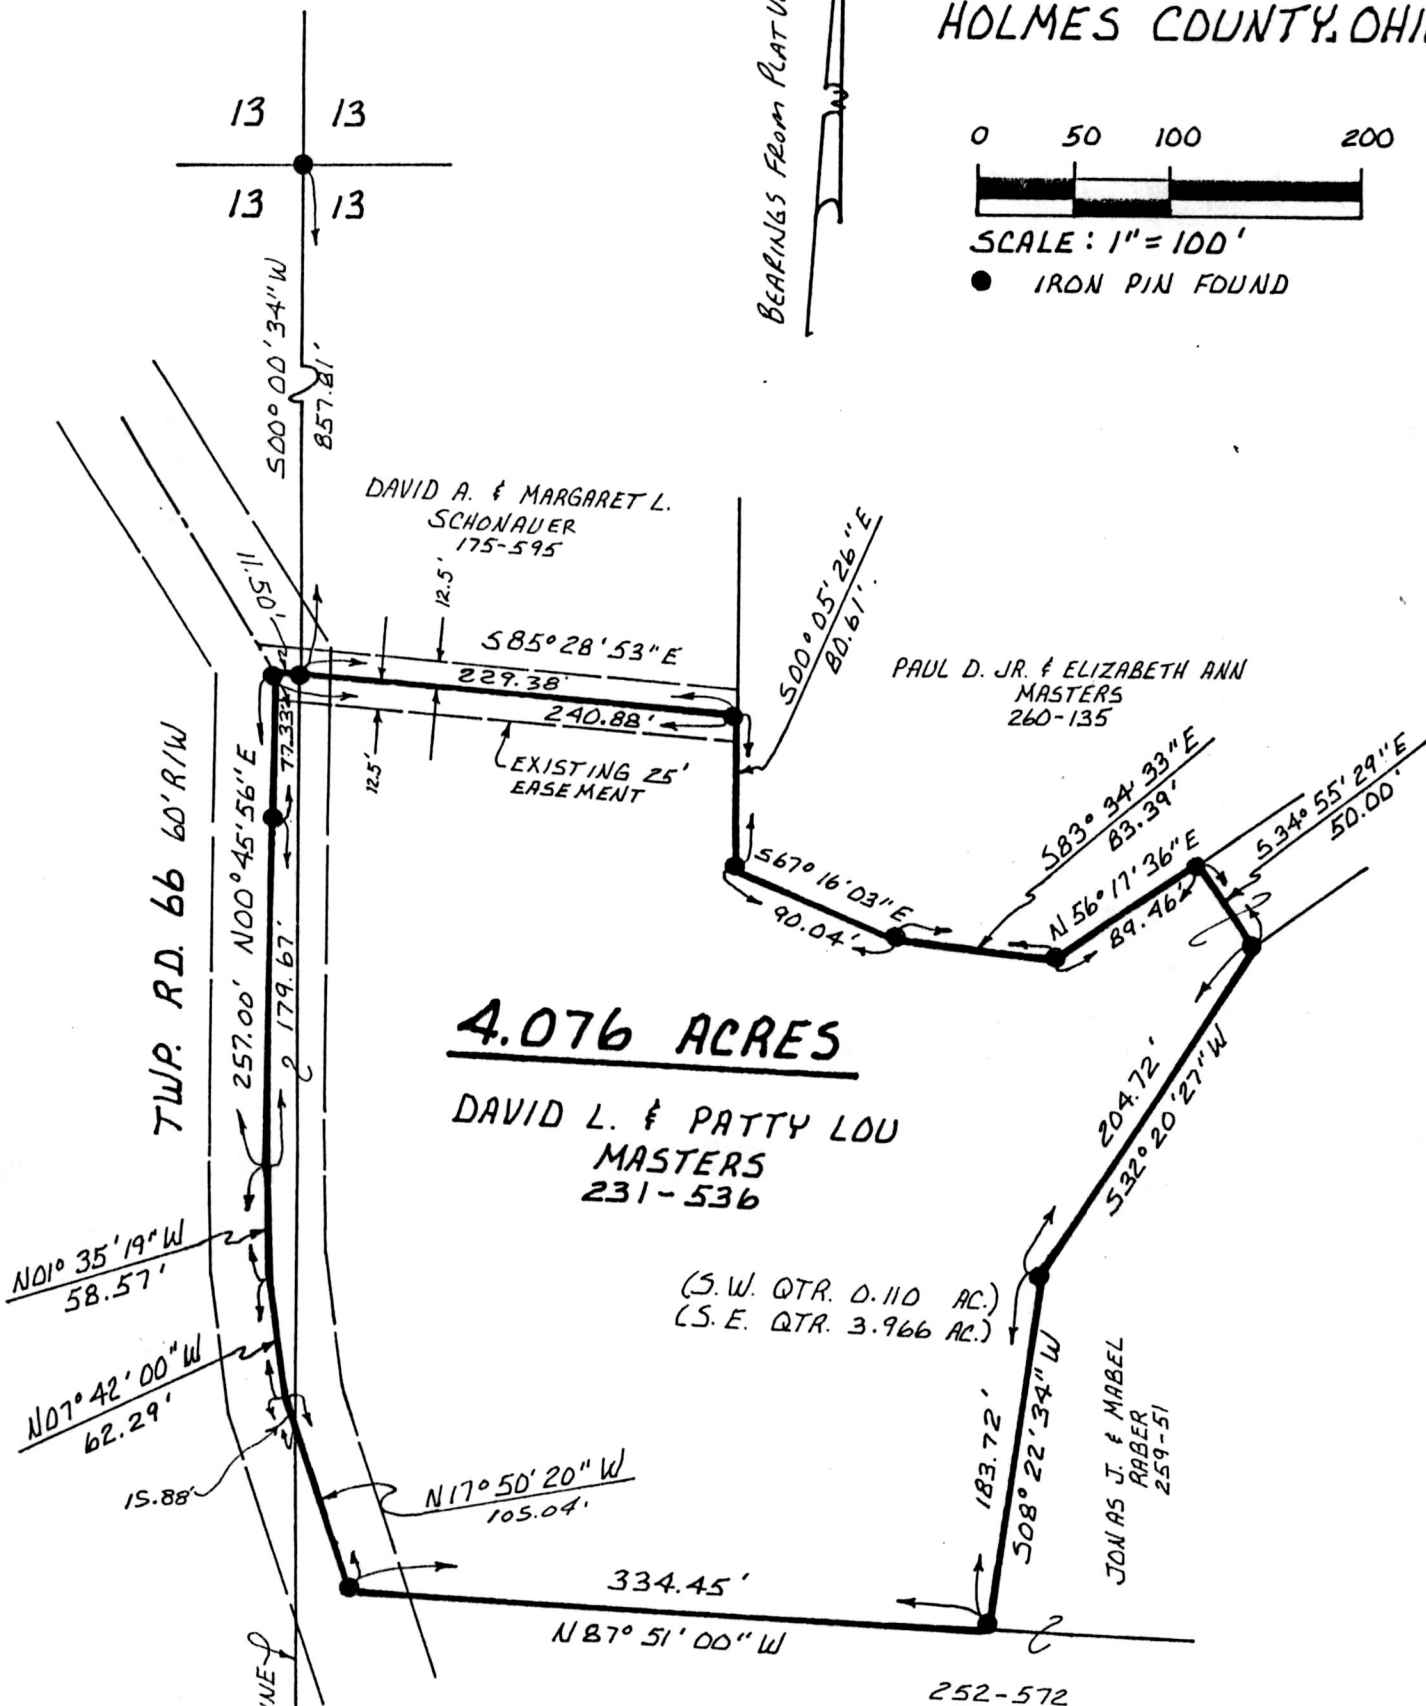 HOLMES COUNTY, OHI
BEARINGS FROM PLAT V
N
0 50 100 200
SCALE: 1"=100'
IRON PIN FOUND
13 13
13 13
S00° 00' 34" W
857.81'
DAVID A. & MARGARET L.
SCHONAUER
175-595
11.50'
12.5'
S85° 28' 53" E
229.38'
240.88'
12.5'
EXISTING 25'
EASEMENT
S00° 05' 26" E
80.61'
PAUL D. JR. & ELIZABETH ANN
MASTERS
260-135
77.33'
TWP. RD. 66 60' R/W
257.00' N00° 45' 56" E
179.67'
S67° 16' 03" E
90.04'
S83° 34' 33" E
83.39'
N 56° 17' 36" E
89.46'
S34° 55' 29" E
50.00'
4.076 ACRES
DAVID L. & PATTY LOU
MASTERS
231-536
204.72'
S32° 20' 27" W
N01° 35' 19" W
58.57'
(S.W. QTR. 0.110 AC.)
(S.E. QTR. 3.966 AC.)
N07° 42' 00" W
62.29'
183.72'
S08° 22' 34" W
JONAS J. & MABEL
RABER
259-51
15.88'
N17° 50' 20" W
105.04'
334.45'
N87° 51' 00" W
252-572